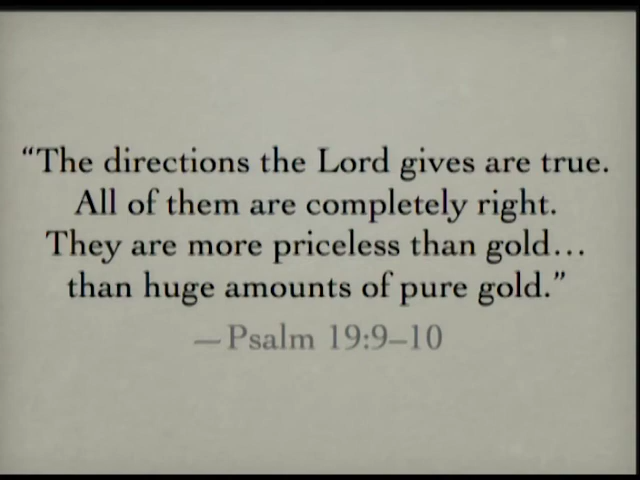 “The directions the Lord gives are true.
All of them are completely right.
They are more priceless than gold…
than huge amounts of pure gold.”
—Psalm 19:9–10